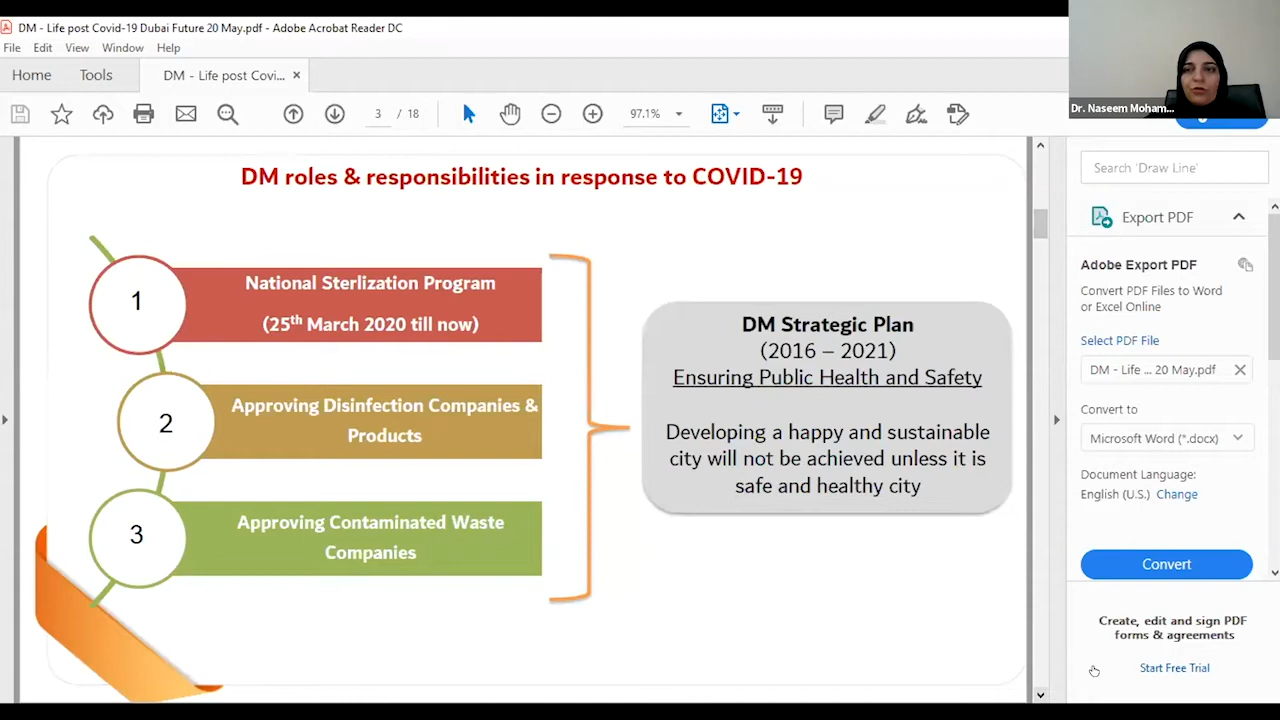 DM - Life post Covid-19 Dubai Future 20 May.pdf - Adobe Acrobat Reader DC
File Edit View Window Help
Home Tools DM - Life post Covi... ×
3 / 18 97.1%
Dr. Naseem Moham...
DM roles & responsibilities in response to COVID-19
1
National Sterlization Program
(25th March 2020 till now)
2
Approving Disinfection Companies &
Products
3
Approving Contaminated Waste
Companies
DM Strategic Plan
(2016 – 2021)
Ensuring Public Health and Safety
Developing a happy and sustainable
city will not be achieved unless it is
safe and healthy city
Search 'Draw Line'
Export PDF
Adobe Export PDF
Convert PDF Files to Word
or Excel Online
Select PDF File
DM - Life ... 20 May.pdf
Convert to
Microsoft Word (*.docx)
Document Language:
English (U.S.) Change
Convert
Create, edit and sign PDF
forms & agreements
Start Free Trial